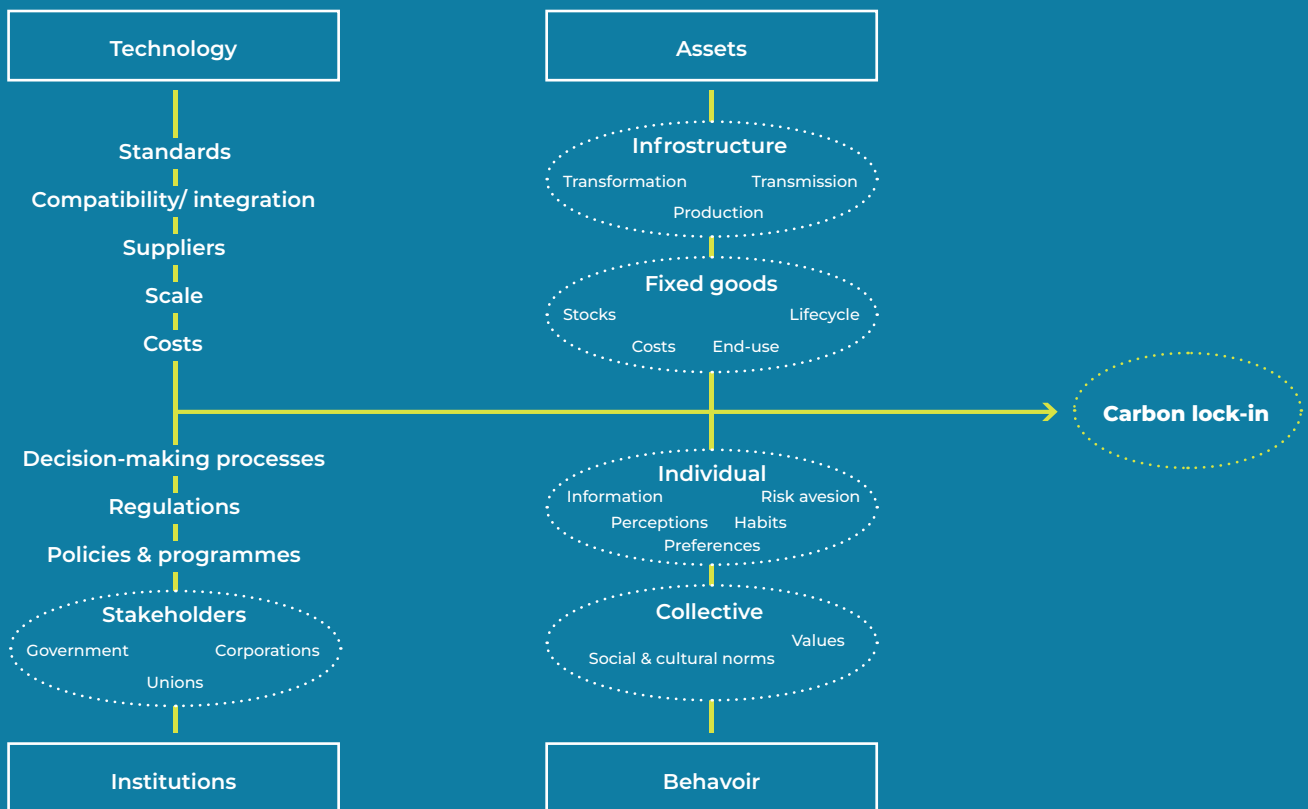 Technology
Standards
Compatibility/ integration
Suppliers
Scale
Costs
Decision-making processes
Regulations
Policies & programmes
Stakeholders
Government Corporations
Unions
Institutions
Assets
Infrostructure
Transformation Transmission
Production
Fixed goods
Stocks Lifecycle
Costs End-use
Individual
Information Risk avesion
Perceptions Habits
Preferences
Collective
Values
Social & cultural norms
Behavoir
Carbon lock-in